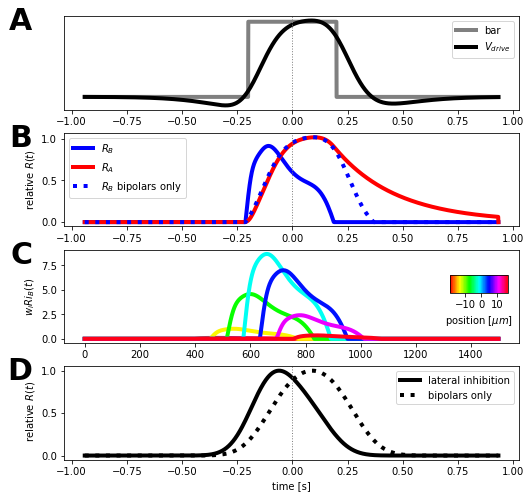 A
bar
V_drive
−1.00 −0.75 −0.50 −0.25 0.00 0.25 0.50 0.75 1.00
B
relative R(t)
1.0
0.5
0.0
R_B
R_A
R_B bipolars only
−1.00 −0.75 −0.50 −0.25 0.00 0.25 0.50 0.75 1.00
C
w_iRi_B(t)
7.5
5.0
2.5
0.0
−10 0 10
position [μm]
0 200 400 600 800 1000 1200 1400
D
relative R(t)
1.0
0.5
0.0
lateral inhibition
bipolars only
−1.00 −0.75 −0.50 −0.25 0.00 0.25 0.50 0.75 1.00
time [s]